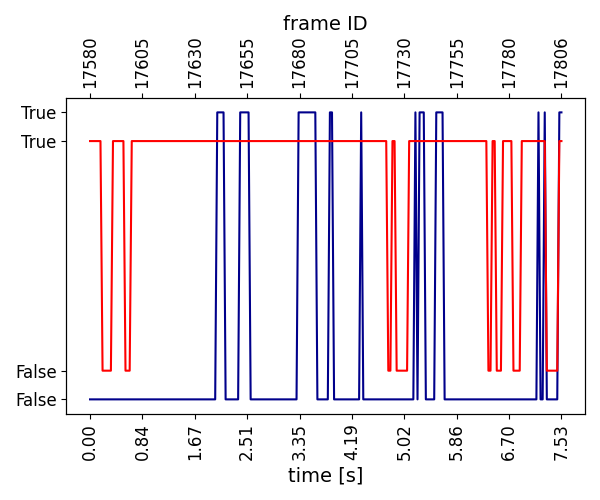 frame ID
17580 17605 17630 17655 17680 17705 17730 17755 17780 17806
True
True
False
False
0.00 0.84 1.67 2.51 3.35 4.19 5.02 5.86 6.70 7.53
time [s]